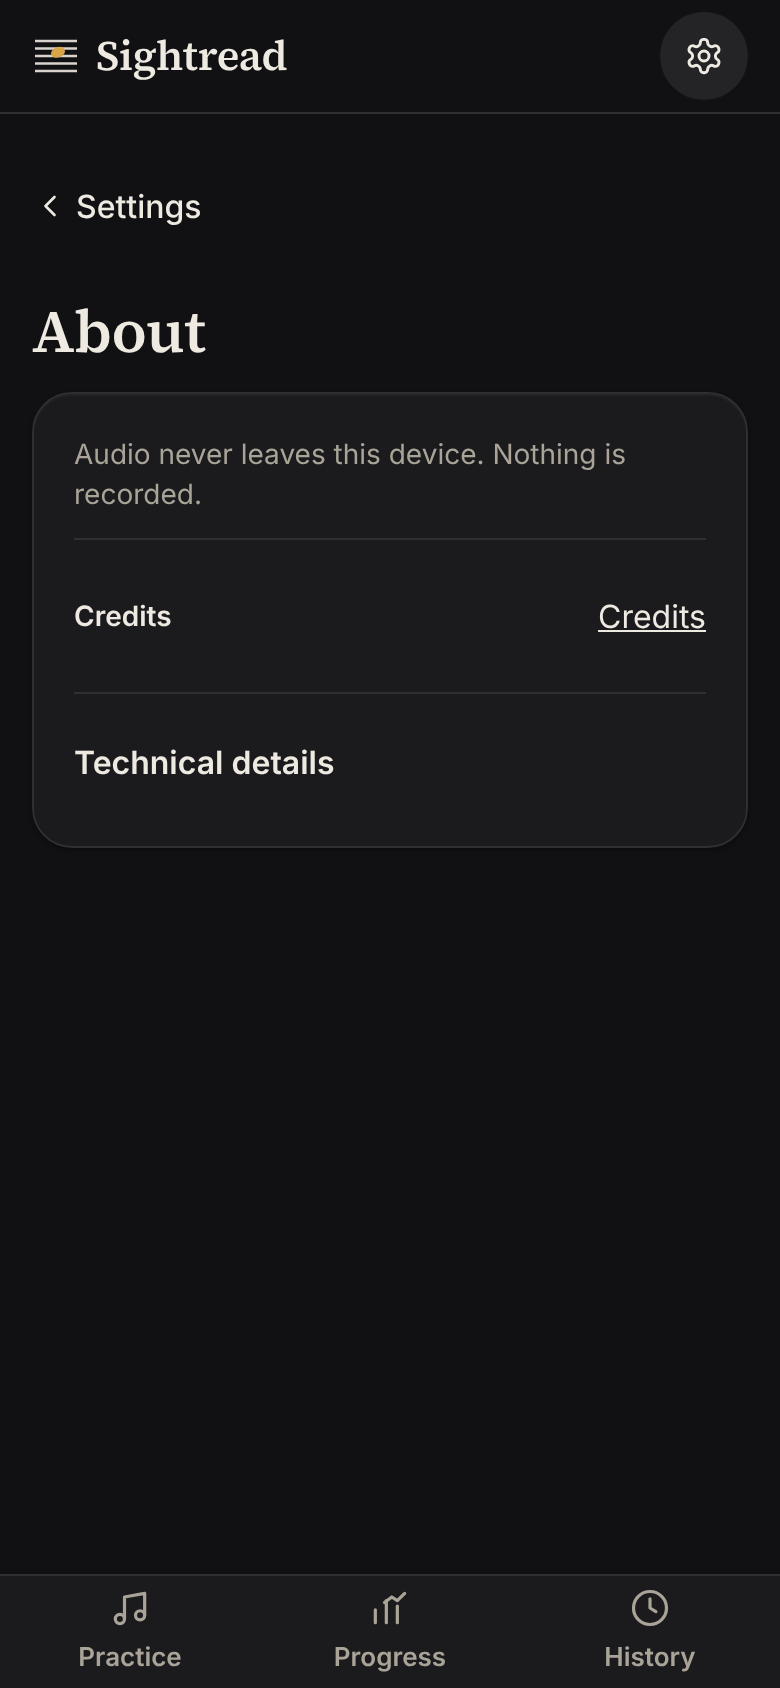 Sightread
Settings
About
Audio never leaves this device. Nothing is
recorded.
Credits Credits
Technical details
Practice Progress History